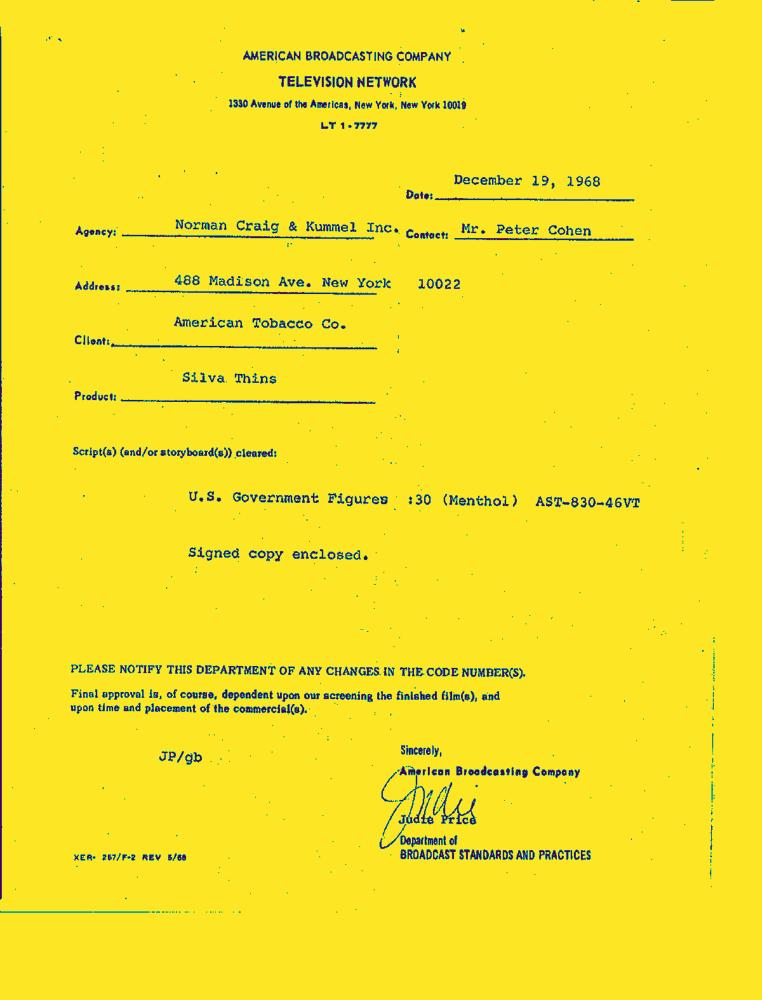 AMERICAN BROADCASTING COMPANY
TELEVISION NETWORK
1330 Avenue of the Americas, New York, New York 10019
LT 1-7777
Date: December 19, 1968
Agency: Norman Craig & Kummel Inc. Contact: Mr. Peter Cohen
Address: 488 Madison Ave. New York 10022
Client: American Tobacco Co.
Product: Silva Thins
Script(s) (and/or storyboard(s)) cleared:
U.S. Government Figures :30 (Menthol) AST-830-46VT
Signed copy enclosed.
PLEASE NOTIFY THIS DEPARTMENT OF ANY CHANGES IN THE CODE NUMBER(S).
Final approval is, of course, dependent upon our screening the finished film(s), and
upon time and placement of the commercial(s).
JP/gb
Sincerely,
American Broadcasting Company
Judie
Judie Price
Department of
BROADCAST STANDARDS AND PRACTICES
XER- 267/F-2 REV 5/68